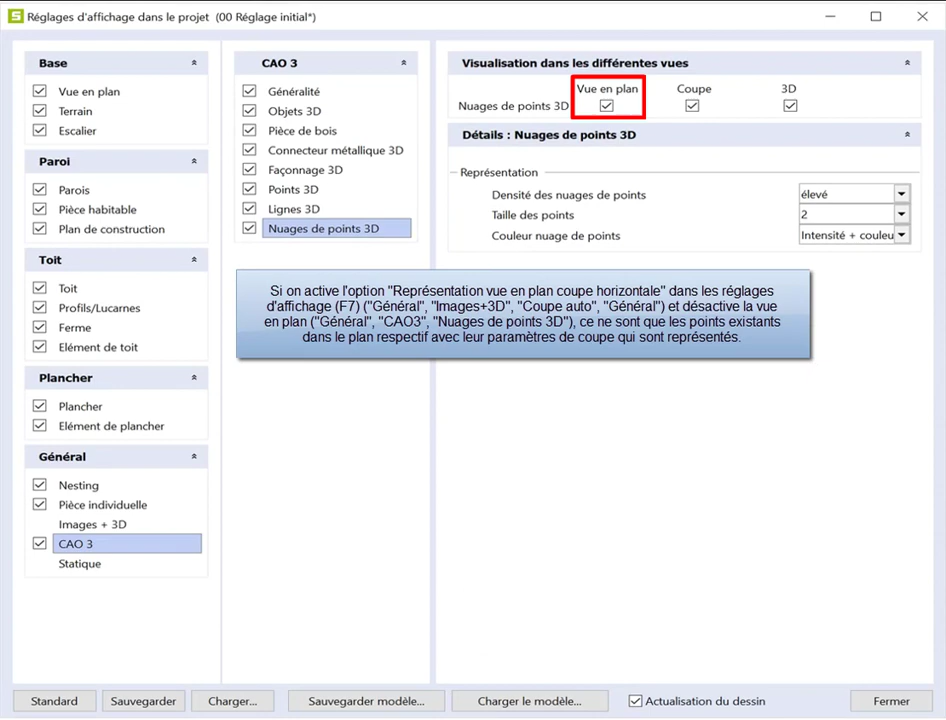 Réglages d'affichage dans le projet (00 Réglage initial*)
Base
Vue en plan
Terrain
Escalier
Paroi
Parois
Pièce habitable
Plan de construction
Toit
Toit
Profils/Lucarnes
Ferme
Elément de toit
Plancher
Plancher
Elément de plancher
Général
Nesting
Pièce individuelle
Images + 3D
CAO 3
Statique
CAO 3
Généralité
Objets 3D
Pièce de bois
Connecteur métallique 3D
Façonnage 3D
Points 3D
Lignes 3D
Nuages de points 3D
Visualisation dans les différentes vues
Vue en plan Coupe 3D
Nuages de points 3D
Détails : Nuages de points 3D
Représentation
Densité des nuages de points élevé
Taille des points 2
Couleur nuage de points Intensité + couleu
Si on active l'option "Représentation vue en plan coupe horizontale" dans les réglages
d'affichage (F7) ("Général", "Images+3D", "Coupe auto", "Général") et désactive la vue
en plan ("Général", "CAO3", "Nuages de points 3D"), ce ne sont que les points existants
dans le plan respectif avec leur paramètres de coupe qui sont représentés.
Standard Sauvegarder Charger... Sauvegarder modèle... Charger le modèle... Actualisation du dessin Fermer